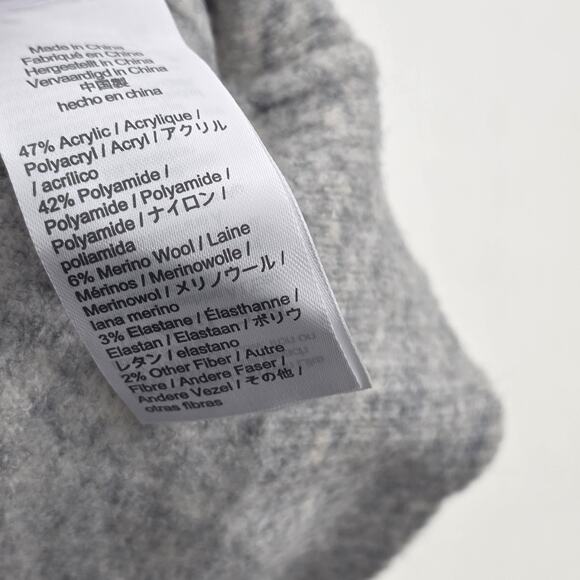 Made in China
Fabriqué en Chine
Hergestellt in China
Vervaardigd in China
中国製
hecho en china
47% Acrylic / Acrylique /
Polyacryl / Acryl / アクリル
/ acrílico
42% Polyamide /
Polyamide / Polyamide /
Polyamide / ナイロン /
poliamida
6% Merino Wool / Laine
Mérinos / Merinowolle /
Merinowol / メリノウール /
lana merino
3% Elastane / Élasthanne /
Elastan / Elastaan / ポリウ
レタン / elastano
2% Other Fiber / Autre
Fibre / Andere Faser /
Andere Vezel / その他 /
otras fibras